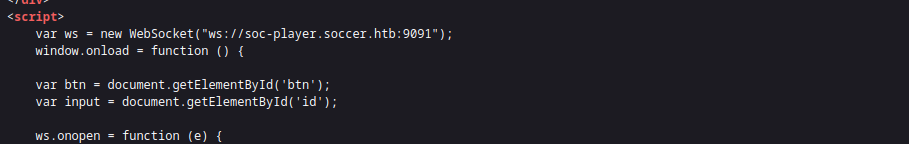 </div>
<script>
var ws = new WebSocket("ws://soc-player.soccer.htb:9091");
window.onload = function () {
var btn = document.getElementById('btn');
var input = document.getElementById('id');
ws.onopen = function (e) {